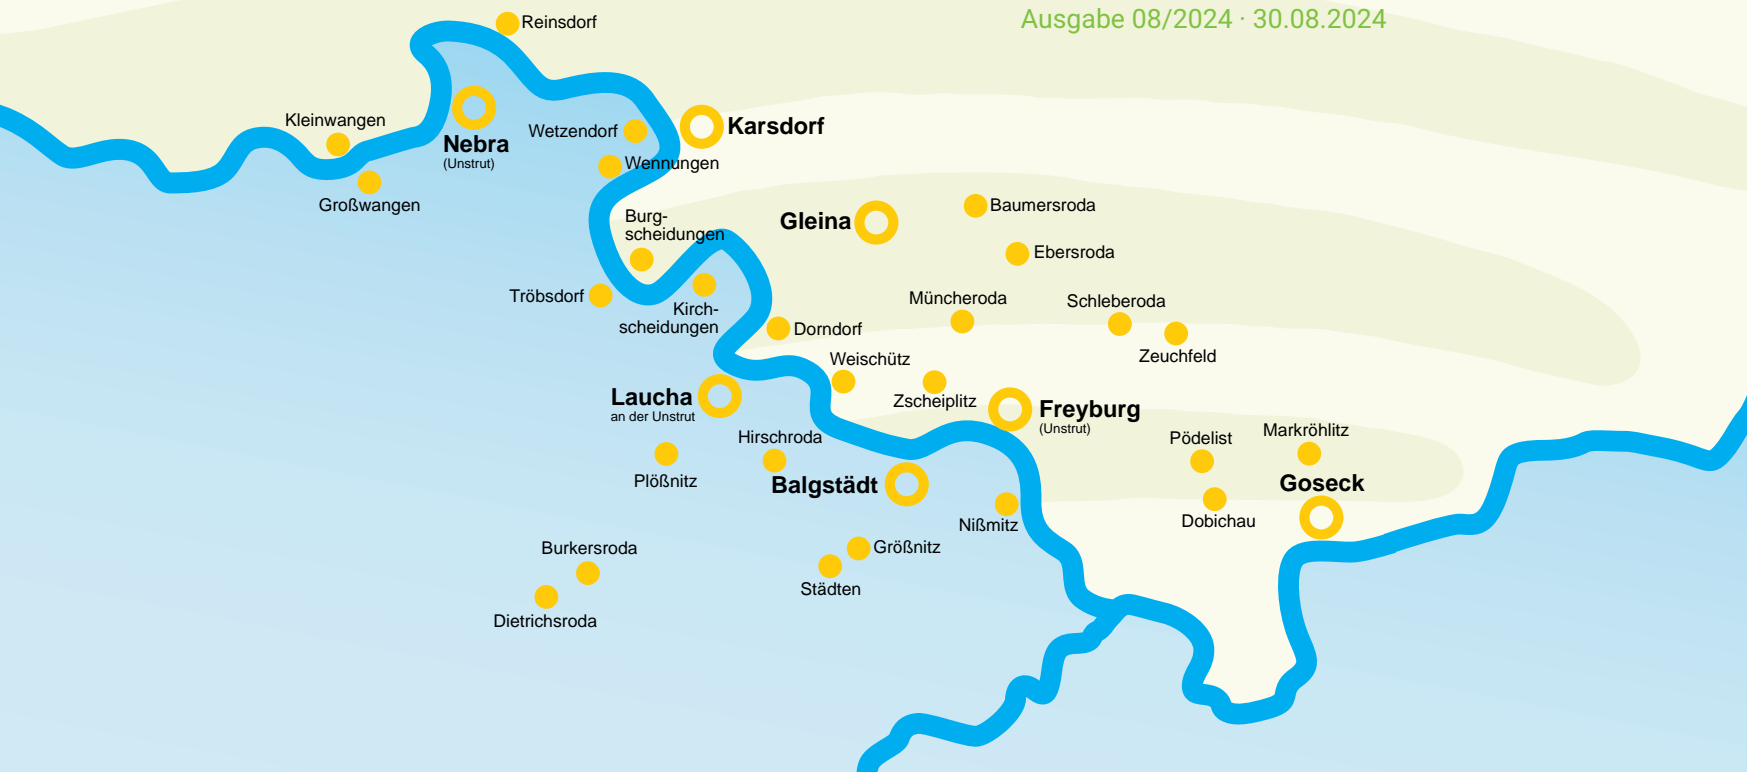 Ausgabe 08/2024 · 30.08.2024
Reinsdorf
Kleinwangen
Nebra
(Unstrut)
Wetzendorf
Karsdorf
Wennungen
Großwangen
Burg-
scheidungen
Gleina
Baumersroda
Ebersroda
Tröbsdorf
Kirch-
scheidungen
Müncheroda
Schleberoda
Dorndorf
Zeuchfeld
Weischütz
Laucha
an der Unstrut
Zscheiplitz
Freyburg
(Unstrut)
Hirschroda
Pödelist
Markröhlitz
Plößnitz
Balgstädt
Goseck
Nißmitz
Dobichau
Burkersroda
Größnitz
Städten
Dietrichsroda